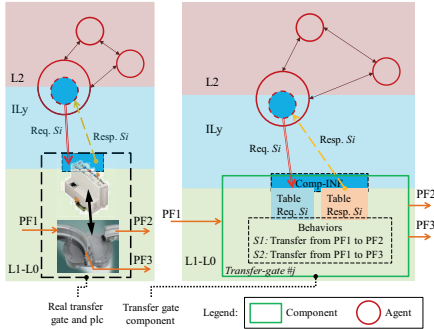 L2
ILy
Req. Si
Resp. Si
PF1
PF2
PF3
L1-L0
Real transfer
gate and plc
L2
ILy
Req. Si
Resp. Si
Comp-INF
Table
Req. Si
Table
Resp. Si
PF1
PF2
PF3
Behaviors
S1: Transfer from PF1 to PF2
S2: Transfer from PF1 to PF3
L1-L0
Transfer-gate #j
Transfer gate
component
Legend:
Component
Agent